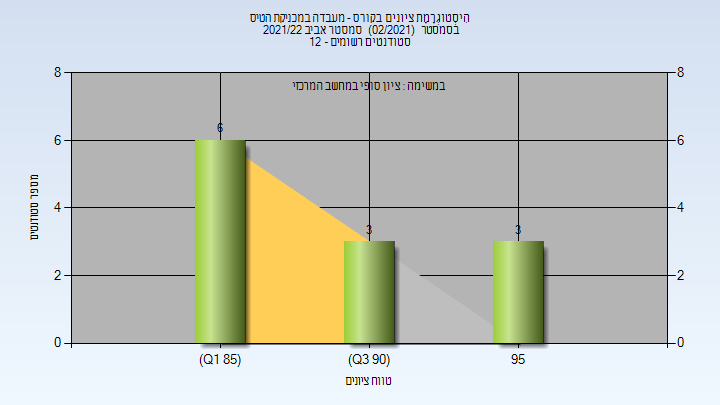 היסטוגרמת ציונים בקורס - מעבדה במכניקת הטיס
בסמסטר (02/2021) סמסטר אביב 2021/22
סטודנטים רשומים - 12
במשימה : ציון סופי במחשב המרכזי
8 8
6 6
4 4
2 2
0 0
6 3 3
מספר סטודנטים
(Q1 85) (Q3 90) 95
טווח ציונים